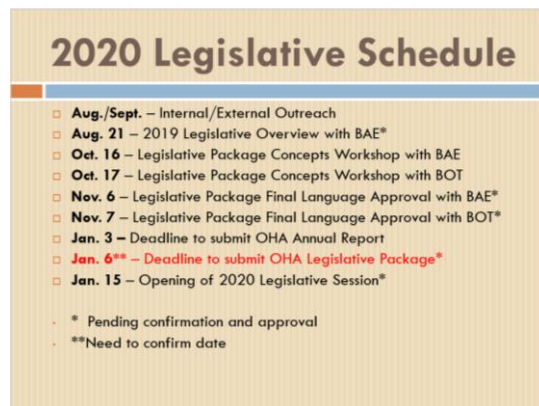 2020 Legislative Schedule
Aug./Sept. – Internal/External Outreach
Aug. 21 – 2019 Legislative Overview with BAE*
Oct. 16 – Legislative Package Concepts Workshop with BAE
Oct. 17 – Legislative Package Concepts Workshop with BOT
Nov. 6 – Legislative Package Final Language Approval with BAE*
Nov. 7 – Legislative Package Final Language Approval with BOT*
Jan. 3 – Deadline to submit OHA Annual Report
Jan. 6** – Deadline to submit OHA Legislative Package*
Jan. 15 – Opening of 2020 Legislative Session*
* Pending confirmation and approval
**Need to confirm date